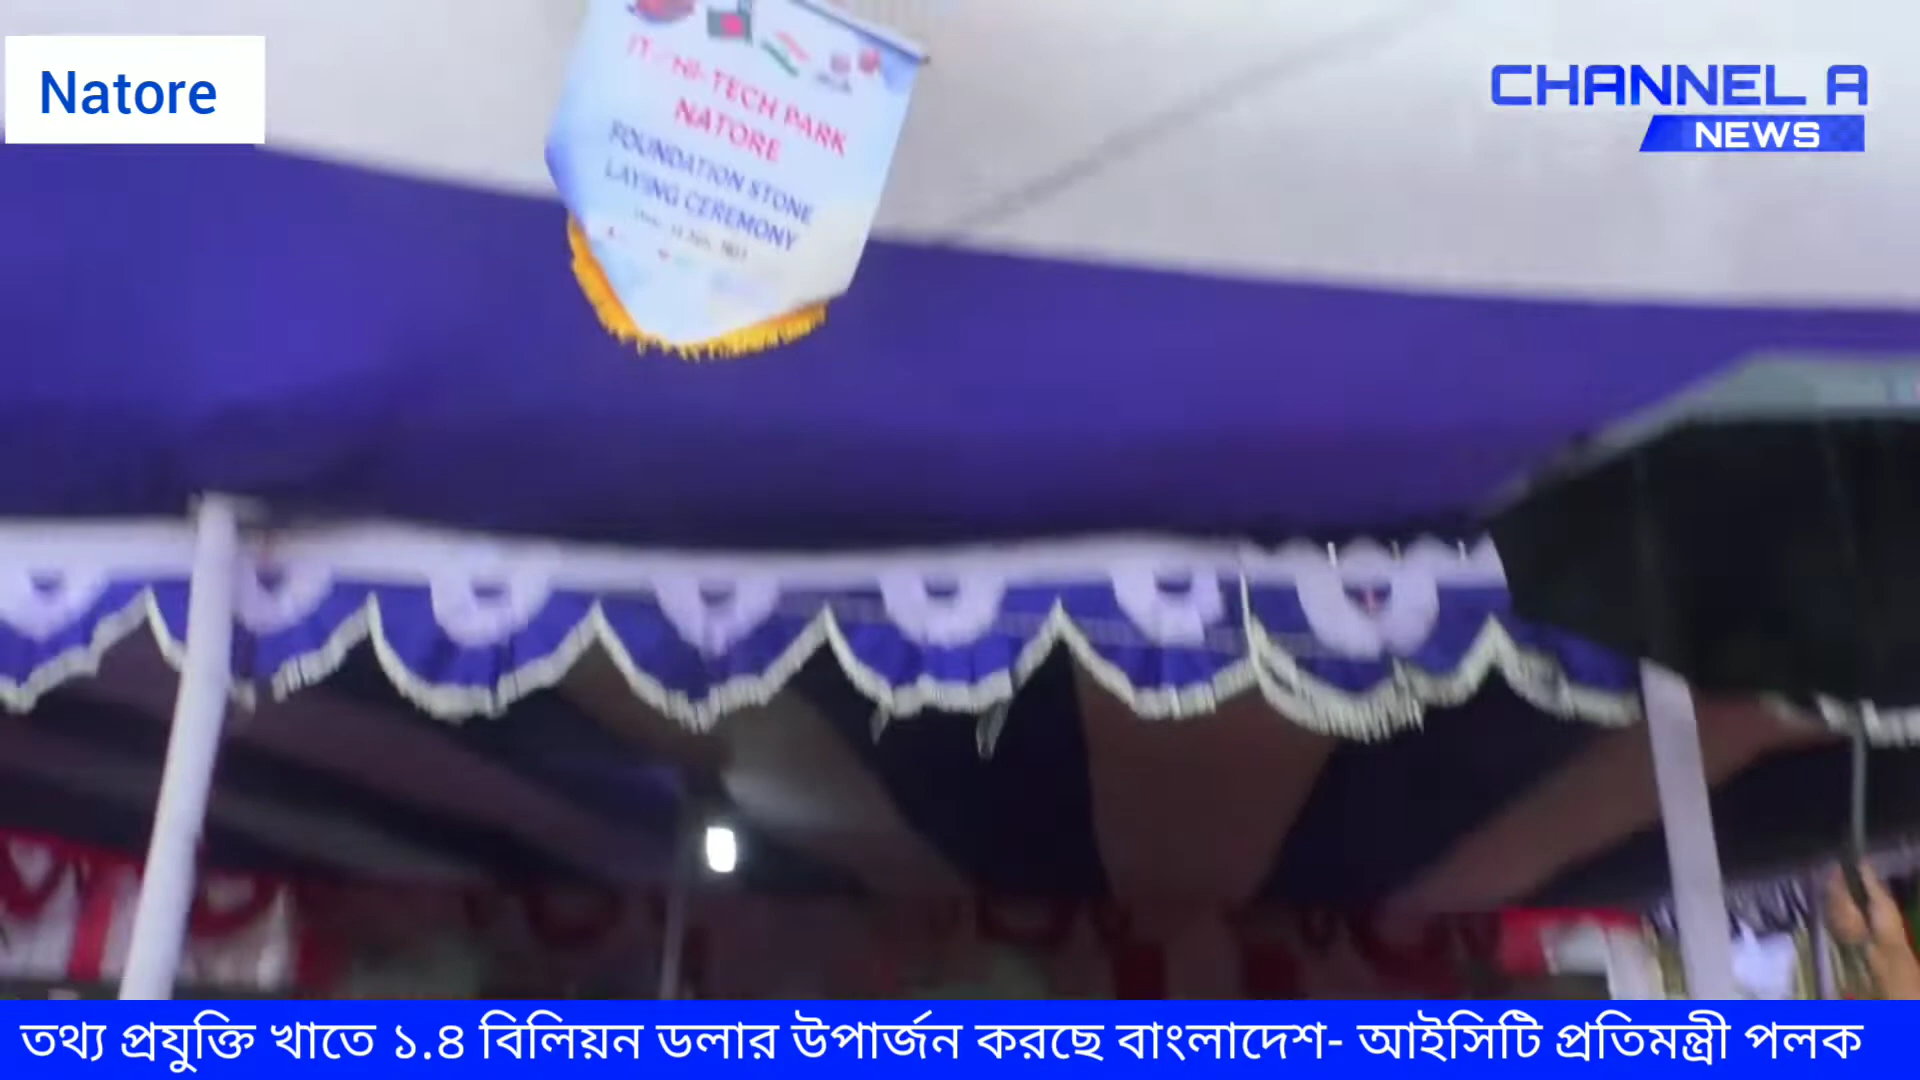 Natore
CHANNEL A
NEWS
HI-TECH PARK
NATORE
FOUNDATION STONE
LAYING CEREMONY
তথ্য প্রযুক্তি খাতে ১.৪ বিলিয়ন ডলার উপার্জন করছে বাংলাদেশ- আইসিটি প্রতিমন্ত্রী পলক